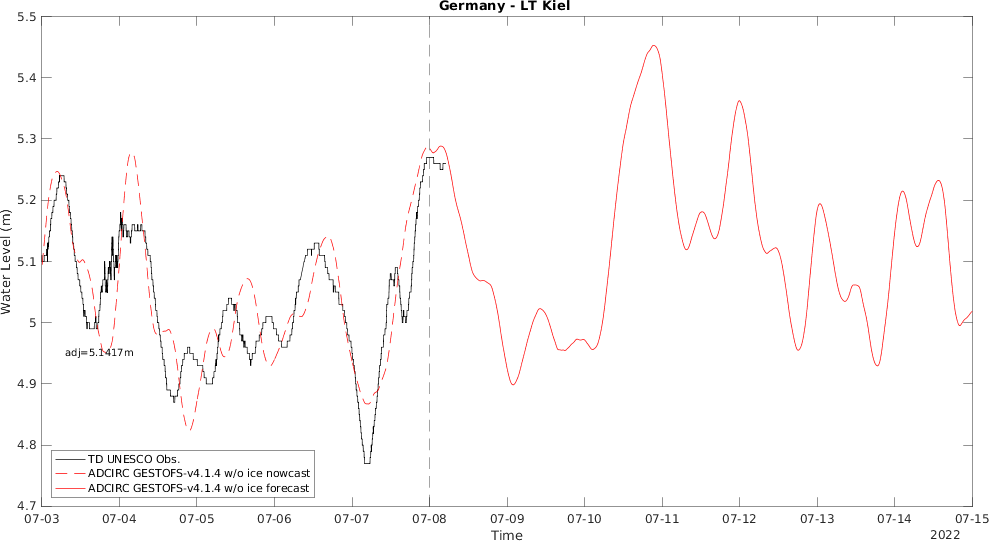 Germany - LT Kiel
5.5
5.4
5.3
5.2
5.1
5
4.9
4.8
4.7
Water Level (m)
adj=5.1417m
TD UNESCO Obs.
ADCIRC GESTOFS-v4.1.4 w/o ice nowcast
ADCIRC GESTOFS-v4.1.4 w/o ice forecast
07-03 07-04 07-05 07-06 07-07 07-08 07-09 07-10 07-11 07-12 07-13 07-14 07-15
Time
2022